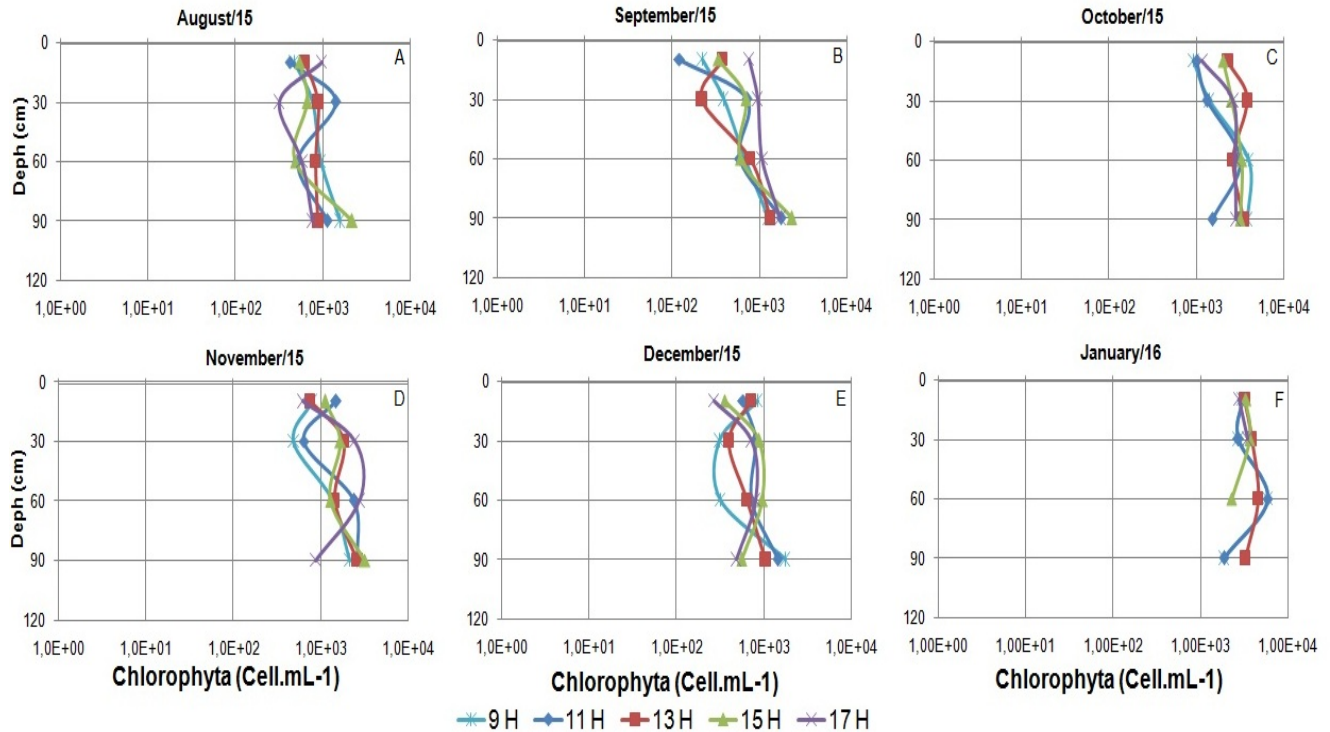 August/15
September/15
October/15
0
30
60
90
120
Deph (cm)
A
1,0E+00 1,0E+01 1,0E+02 1,0E+03 1,0E+04
0
30
60
90
120
B
1,0E+00 1,0E+01 1,0E+02 1,0E+03 1,0E+04
0
30
60
90
120
C
1,0E+00 1,0E+01 1,0E+02 1,0E+03 1,0E+04
November/15
December/15
January/16
0
30
60
90
120
Deph (cm)
D
1,0E+00 1,0E+01 1,0E+02 1,0E+03 1,0E+04
Chlorophyta (Cell.mL-1)
0
30
60
90
120
E
1,0E+00 1,0E+01 1,0E+02 1,0E+03 1,0E+04
Chlorophyta (Cell.mL-1)
0
30
60
90
120
F
1,00E+00 1,00E+01 1,00E+02 1,00E+03 1,00E+04
Chlorophyta (Cell.mL-1)
9 H 11 H 13 H 15 H 17 H